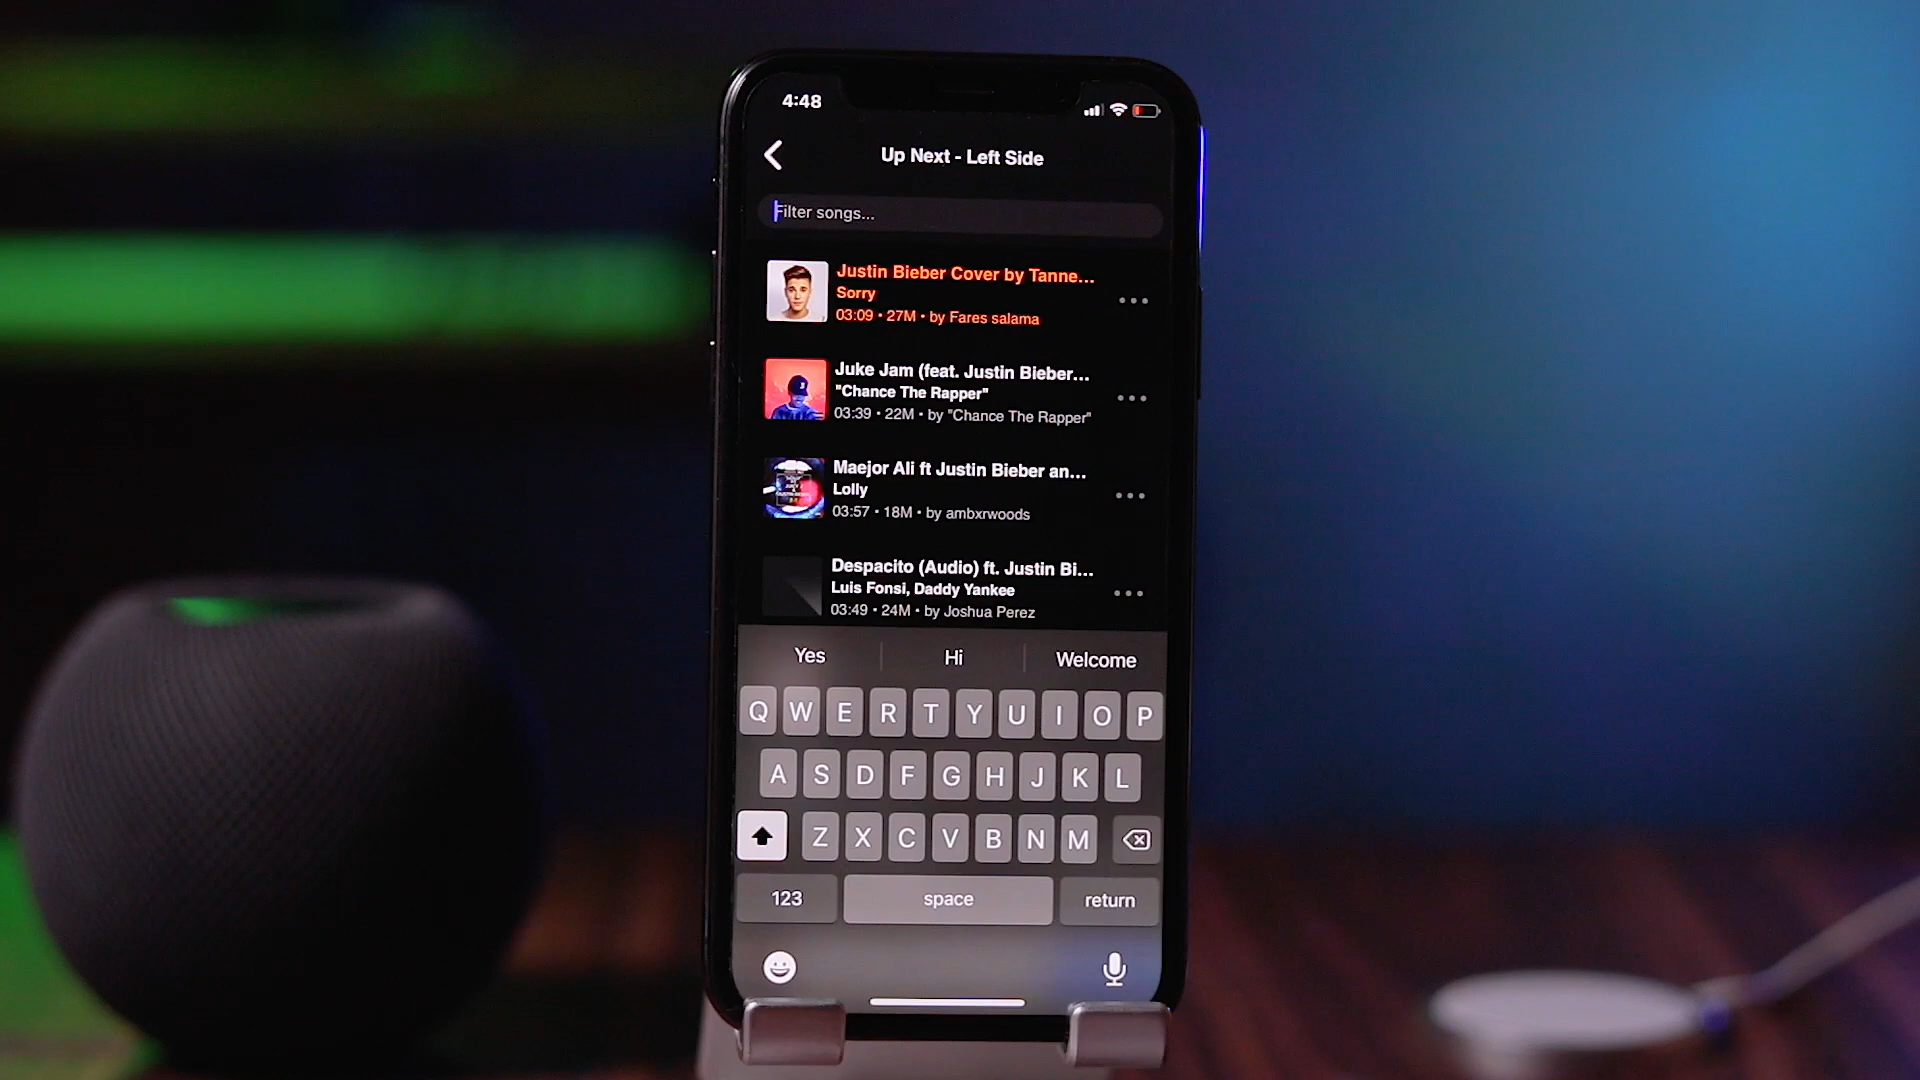 4:48
Up Next - Left Side
Filter songs...
Justin Bieber Cover by Tanne...
Sorry
03:09 • 27M • by Fares salama
Juke Jam (feat. Justin Bieber...
"Chance The Rapper"
03:39 • 22M • by "Chance The Rapper"
Maejor Ali ft Justin Bieber an...
Lolly
03:57 • 18M • by ambxrwoods
Despacito (Audio) ft. Justin Bi...
Luis Fonsi, Daddy Yankee
03:49 • 24M • by Joshua Perez
Yes Hi Welcome
Q W E R T Y U I O P
A S D F G H J K L
Z X C V B N M
123 space return